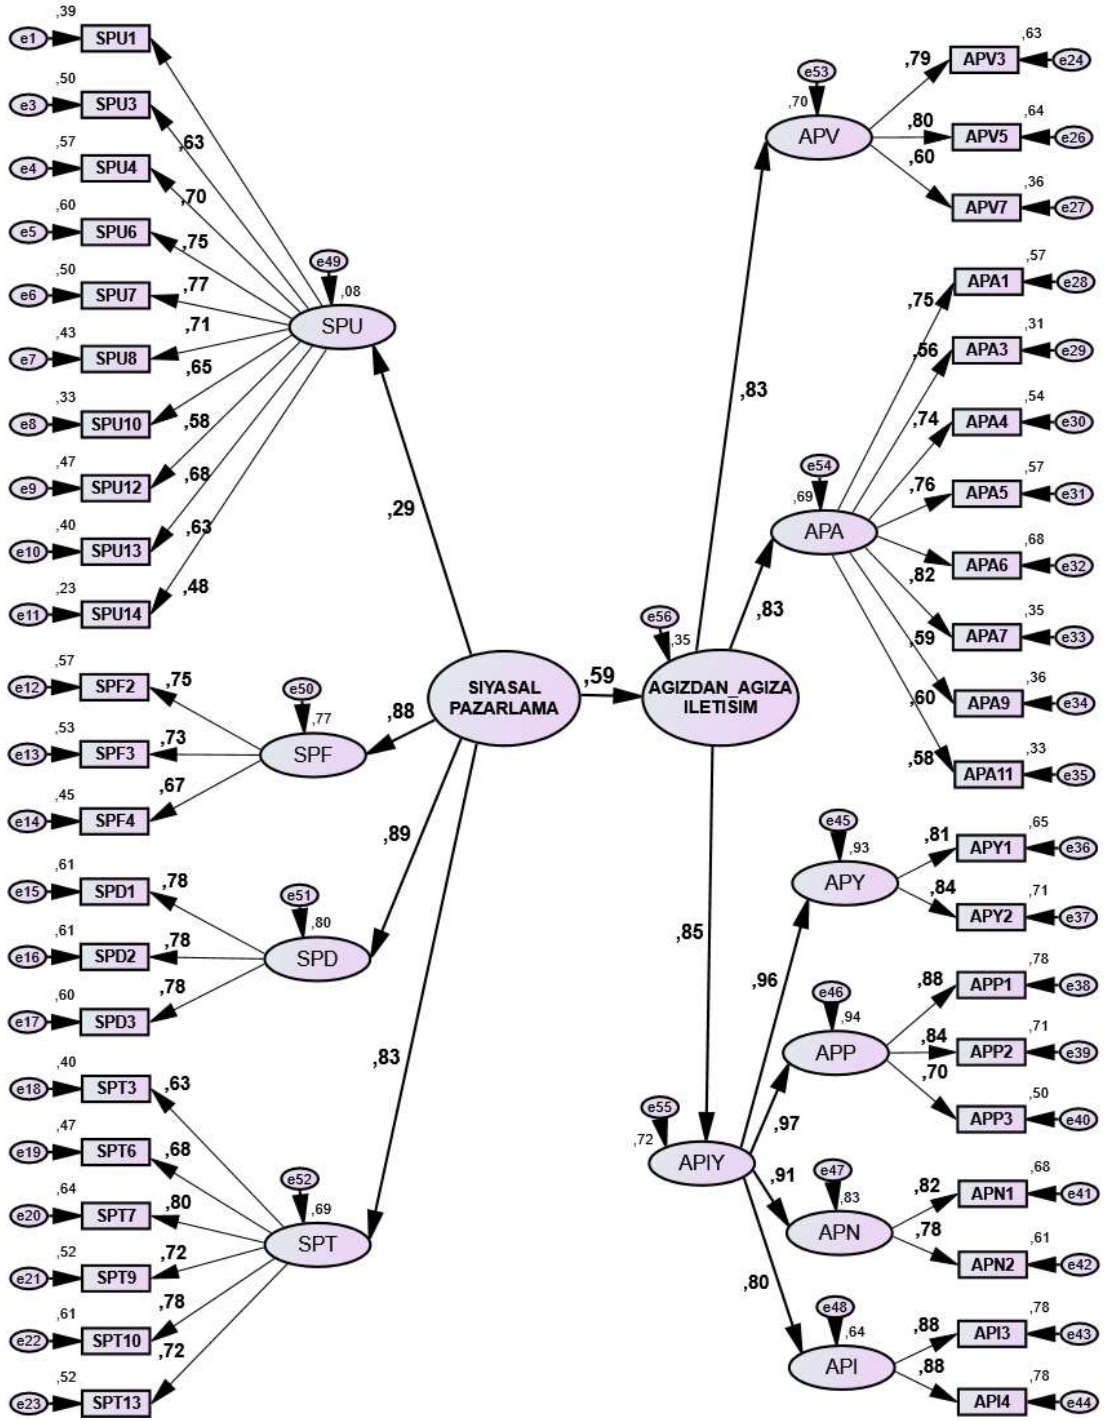 ,39
e1
SPU1
,50
e3
SPU3
,63
,57
e4
SPU4
,70
,60
e5
SPU6
,75
,50
e6
SPU7
,77
,43
e7
SPU8
,71
,65
,33
e8
SPU10
,58
,47
e9
SPU12
,68
,40
e10
SPU13
,63
,23
e11
SPU14
,48
e49
,08
SPU
,29
,57
e12
SPF2
,75
,53
e13
SPF3
,73
,45
e14
SPF4
,67
e50
,77
SPF
,88
SIYASAL
PAZARLAMA
,59
e56
,35
AGIZDAN_AGIZA
ILETISIM
,61
e15
SPD1
,78
,61
e16
SPD2
,78
,60
e17
SPD3
,78
e51
,80
SPD
,89
,40
e18
SPT3
,63
,47
e19
SPT6
,68
,64
e20
SPT7
,80
,52
e21
SPT9
,72
,61
e22
SPT10
,78
,52
e23
SPT13
,72
e52
,69
SPT
,83
e53
,70
APV
,83
,79
APV3
,63
e24
,80
APV5
,64
e26
,60
APV7
,36
e27
e54
,69
APA
,83
,75
APA1
,57
e28
,56
APA3
,31
e29
,74
APA4
,54
e30
,76
APA5
,57
e31
,82
APA6
,68
e32
,59
APA7
,35
e33
,60
APA9
,36
e34
,58
APA11
,33
e35
,85
e55
,72
APIY
e45
,93
APY
,96
,81
APY1
,65
e36
,84
APY2
,71
e37
e46
,94
APP
,97
,88
APP1
,78
e38
,84
APP2
,71
e39
,70
APP3
,50
e40
e47
,83
APN
,91
,82
APN1
,68
e41
,78
APN2
,61
e42
e48
,64
API
,80
,88
API3
,78
e43
,88
API4
,78
e44